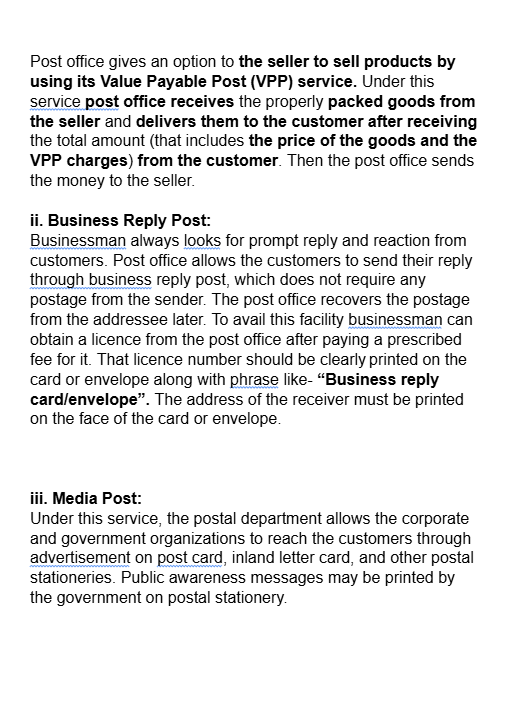 Post office gives an option to the seller to sell products by
using its Value Payable Post (VPP) service. Under this
service post office receives the properly packed goods from
the seller and delivers them to the customer after receiving
the total amount (that includes the price of the goods and the
VPP charges) from the customer. Then the post office sends
the money to the seller.
ii. Business Reply Post:
Businessman always looks for prompt reply and reaction from
customers. Post office allows the customers to send their reply
through business reply post, which does not require any
postage from the sender. The post office recovers the postage
from the addressee later. To avail this facility businessman can
obtain a licence from the post office after paying a prescribed
fee for it. That licence number should be clearly printed on the
card or envelope along with phrase like- “Business reply
card/envelope”. The address of the receiver must be printed
on the face of the card or envelope.
iii. Media Post:
Under this service, the postal department allows the corporate
and government organizations to reach the customers through
advertisement on post card, inland letter card, and other postal
stationeries. Public awareness messages may be printed by
the government on postal stationery.